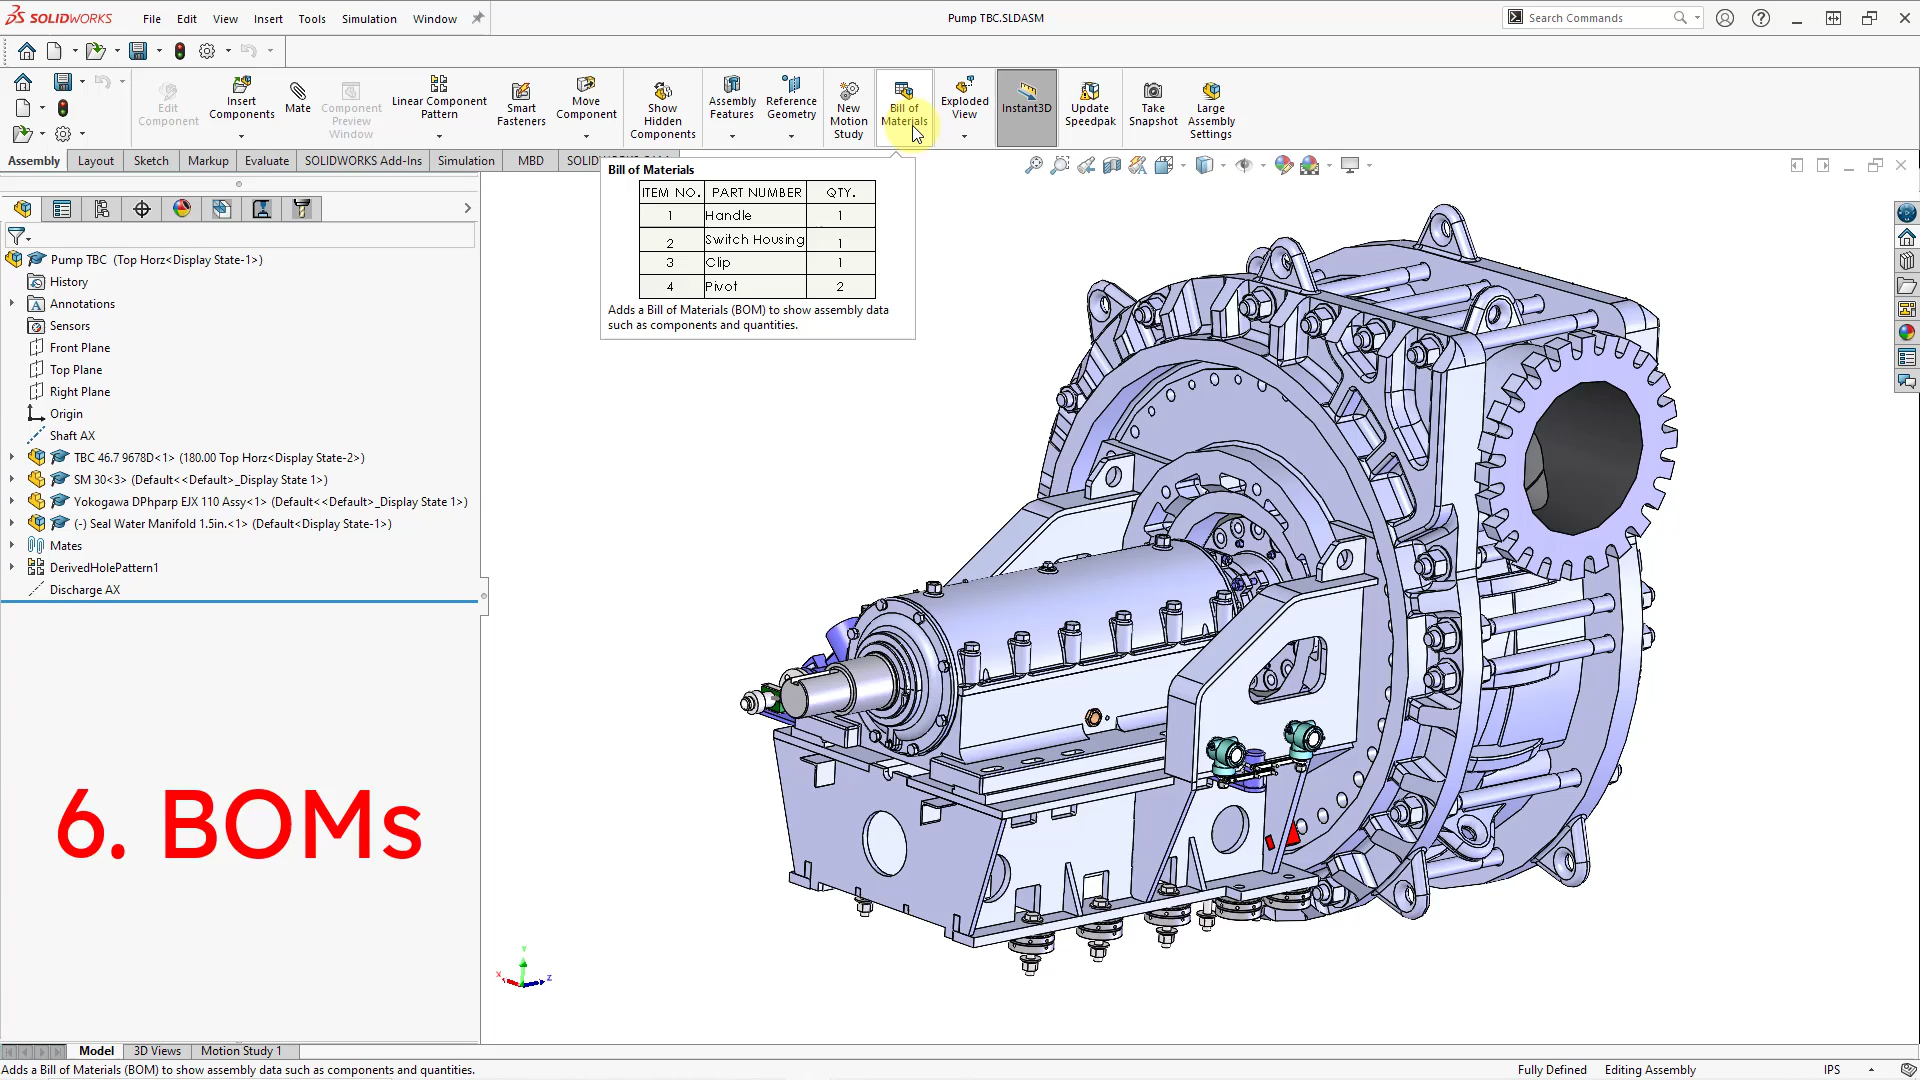 SOLIDWORKS
File Edit View Insert Tools Simulation Window
Pump TBC.SLDASM
Search Commands
Edit Component
Insert Components
Mate
Component Preview Window
Linear Component Pattern
Smart Fasteners
Move Component
Show Hidden Components
Assembly Features
Reference Geometry
New Motion Study
Bill of Materials
Exploded View
Instant3D
Update Speedpak
Take Snapshot
Large Assembly Settings
Assembly Layout Sketch Markup Evaluate SOLIDWORKS Add-Ins Simulation MBD SOLID
Bill of Materials
ITEM NO. PART NUMBER QTY.
1 Handle 1
2 Switch Housing 1
3 Clip 1
4 Pivot 2
Adds a Bill of Materials (BOM) to show assembly data
such as components and quantities.
Pump TBC (Top Horz<Display State-1>)
History
Annotations
Sensors
Front Plane
Top Plane
Right Plane
Origin
Shaft AX
TBC 46.7 9678D<1> (180.00 Top Horz<Display State-2>)
SM 30<3> (Default<<Default>_Display State 1>)
Yokogawa DPhparp EJX 110 Assy<1> (Default<<Default>_Display State 1>)
(-) Seal Water Manifold 1.5in.<1> (Default<Display State-1>)
Mates
DerivedHolePattern1
Discharge AX
6. BOMs
Y
X
Z
Model 3D Views Motion Study 1
Adds a Bill of Materials (BOM) to show assembly data such as components and quantities.
Fully Defined Editing Assembly IPS